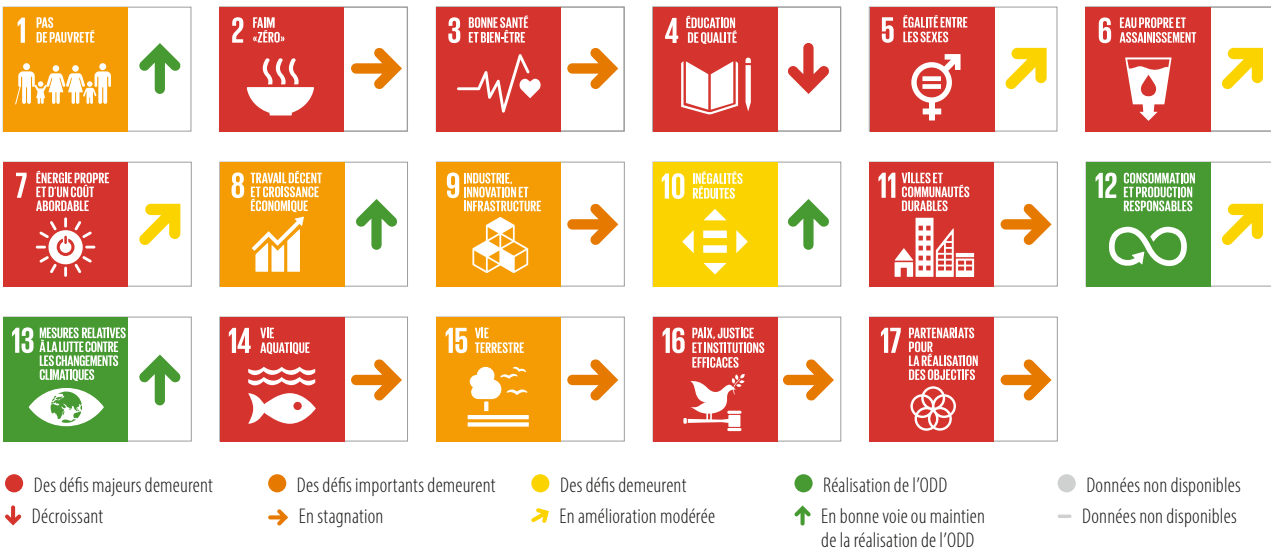 1 PAS
DE PAUVRETÉ
2 FAIM
«ZÉRO»
3 BONNE SANTÉ
ET BIEN-ÊTRE
4 ÉDUCATION
DE QUALITÉ
5 ÉGALITÉ ENTRE
LES SEXES
6 EAU PROPRE ET
ASSAINISSEMENT
7 ÉNERGIE PROPRE
ET D'UN COÛT
ABORDABLE
8 TRAVAIL DÉCENT
ET CROISSANCE
ÉCONOMIQUE
9 INDUSTRIE,
INNOVATION ET
INFRASTRUCTURE
10 INÉGALITÉS
RÉDUITES
11 VILLES ET
COMMUNAUTÉS
DURABLES
12 CONSOMMATION
ET PRODUCTION
RESPONSABLES
13 MESURES RELATIVES
À LA LUTTE CONTRE
LES CHANGEMENTS
CLIMATIQUES
14 VIE
AQUATIQUE
15 VIE
TERRESTRE
16 PAIX, JUSTICE
ET INSTITUTIONS
EFFICACES
17 PARTENARIATS
POUR
LA RÉALISATION
DES OBJECTIFS
Des défis majeurs demeurent
Des défis importants demeurent
Des défis demeurent
Réalisation de l'ODD
Données non disponibles
Décroissant
En stagnation
En amélioration modérée
En bonne voie ou maintien
de la réalisation de l'ODD
Données non disponibles